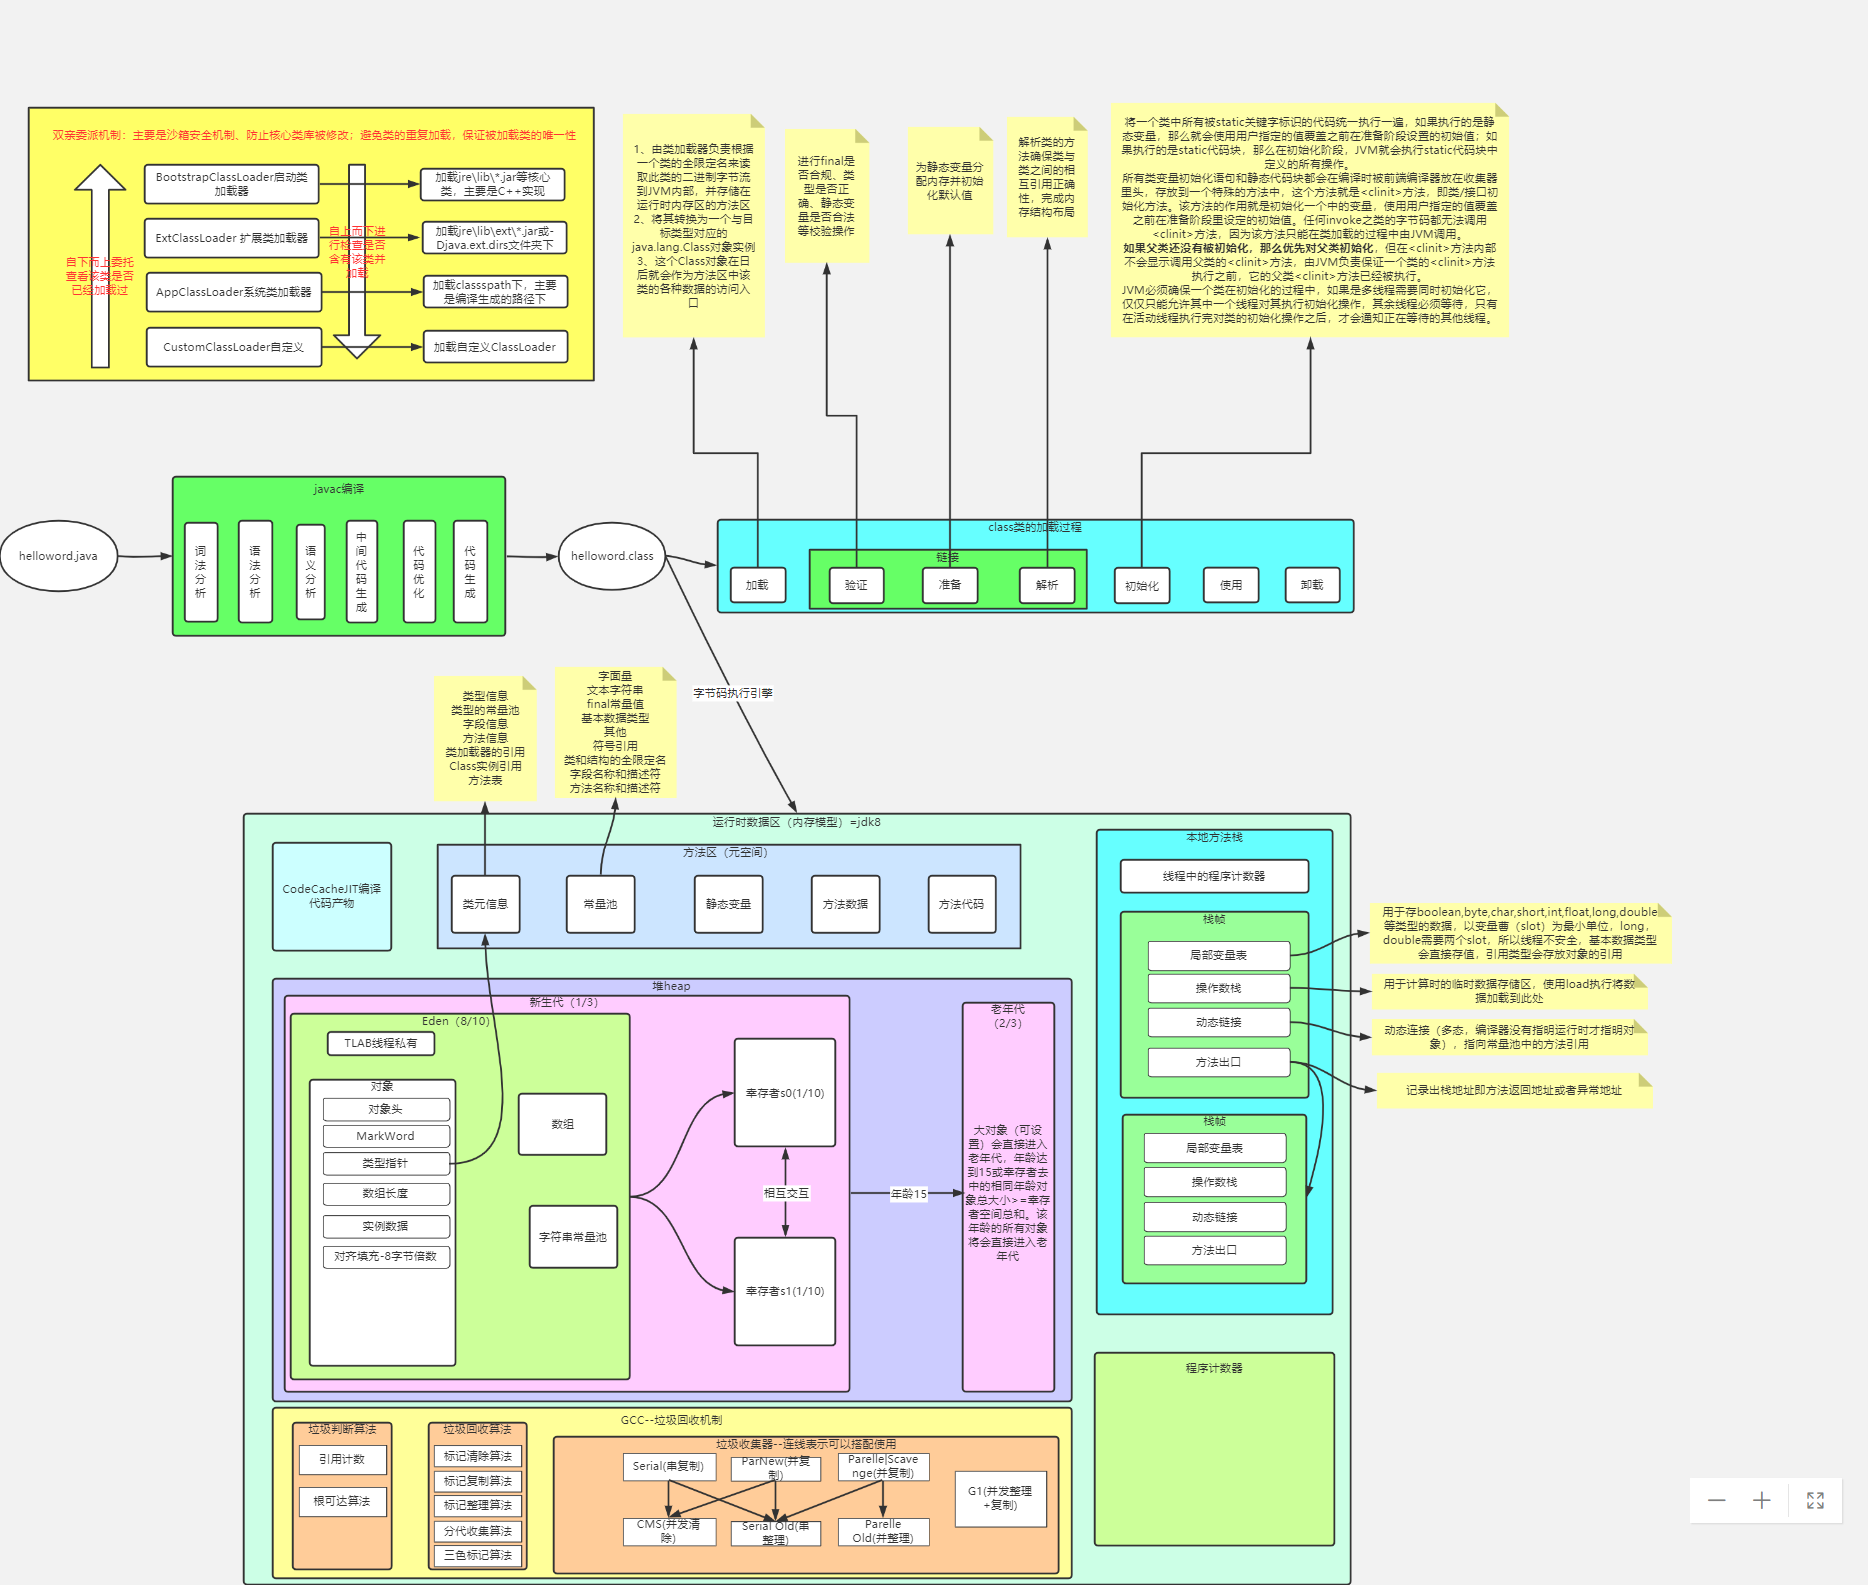 双亲委派机制：主要是沙箱安全机制、防止核心类库被修改；避免类的重复加载，保证被加载类的唯一性
BootstrapClassLoader启动类
加载器
加载jre\lib\*.jar等核心
类，主要是C++实现
ExtClassLoader 扩展类加载器
加载jre\lib\ext\*.jar或-
Djava.ext.dirs文件夹下
AppClassLoader系统类加载器
加载classspath下，主要
是编译生成的路径下
CustomClassLoader自定义
加载自定义ClassLoader
自下而上委托
查看该类是否
已经加载过
自上而下进
行检查是否
含有该类并
加载
1、由类加载器负责根据
一个类的全限定名来读
取此类的二进制字节流
到JVM内部，并存储在
运行时内存区的方法区
2、将其转换为一个与目
标类型对应的
java.lang.Class对象实例
3、这个Class对象在日
后就会作为方法区中该
类的各种数据的访问入
口
进行final是
否合规、类
型是否正
确、静态变
量是否合法
等校验操作
为静态变量分
配内存并初始
化默认值
解析类的方
法确保类与
类之间的相
互引用正确
性，完成内
存结构布局
将一个类中所有被static关键字标识的代码统一执行一遍，如果执行的是静
态变量，那么就会使用用户指定的值覆盖之前在准备阶段设置的初始值；如
果执行的是static代码块，那么在初始化阶段，JVM就会执行static代码块中
定义的所有操作。
所有类变量初始化语句和静态代码块都会在编译时被前端编译器放在收集器
里头，存放到一个特殊的方法中，这个方法就是<clinit>方法，即类/接口初
始化方法。该方法的作用就是初始化一个中的变量，使用用户指定的值覆盖
之前在准备阶段里设定的初始值。任何invoke之类的字节码都无法调用
<clinit>方法，因为该方法只能在类加载的过程中由JVM调用。
如果父类还没有被初始化，那么优先对父类初始化，但在<clinit>方法内部
不会显示调用父类的<clinit>方法，由JVM负责保证一个类的<clinit>方法
执行之前，它的父类<clinit>方法已经被执行。
JVM必须确保一个类在初始化的过程中，如果是多线程需要同时初始化它，
仅仅只能允许其中一个线程对其执行初始化操作，其余线程必须等待，只有
在活动线程执行完对类的初始化操作之后，才会通知正在等待的其他线程。
helloword.java
javac编译
词法分析
语法分析
语义分析
中间代码生成
代码优化
代码生成
helloword.class
class类的加载过程
链接
加载
验证
准备
解析
初始化
使用
卸载
字节码执行引擎
类型信息
类型的常量池
字段信息
方法信息
类加载器的引用
Class实例引用
方法表
字面量
文本字符串
final常量值
基本数据类型
其他
符号引用
类和结构的全限定名
字段名称和描述符
方法名称和描述符
运行时数据区（内存模型）=jdk8
CodeCacheJIT编译
代码产物
方法区（元空间）
类元信息
常量池
静态变量
方法数据
方法代码
堆heap
新生代（1/3）
Eden（8/10）
TLAB线程私有
对象
对象头
MarkWord
类型指针
数组长度
实例数据
对齐填充-8字节倍数
数组
字符串常量池
幸存者s0(1/10)
相互交互
幸存者s1(1/10)
年龄15
老年代
（2/3）
大对象（可设
置）会直接进入
老年代，年龄达
到15或幸存者去
中的相同年龄对
象总大小>=幸存
者空间总和。该
年龄的所有对象
将会直接进入老
年代
本地方法栈
线程中的程序计数器
栈帧
局部变量表
操作数栈
动态链接
方法出口
栈帧
局部变量表
操作数栈
动态链接
方法出口
用于存boolean,byte,char,short,int,float,long,double
等类型的数据，以变量曹（slot）为最小单位，long，
double需要两个slot，所以线程不安全，基本数据类型
会直接存值，引用类型会存放对象的引用
用于计算时的临时数据存储区，使用load执行将数
据加载到此处
动态连接（多态，编译器没有指明运行时才指明对
象），指向常量池中的方法引用
记录出栈地址即方法返回地址或者异常地址
程序计数器
GCC--垃圾回收机制
垃圾判断算法
引用计数
根可达算法
垃圾回收算法
标记清除算法
标记复制算法
标记整理算法
分代收集算法
三色标记算法
垃圾收集器--连线表示可以搭配使用
Serial(串复制)
ParNew(并复
制)
Parelle|Scave
nge(并复制)
CMS(并发清
除)
Serial Old(串
整理)
Parelle
Old(并整理)
G1(并发整理
+复制)